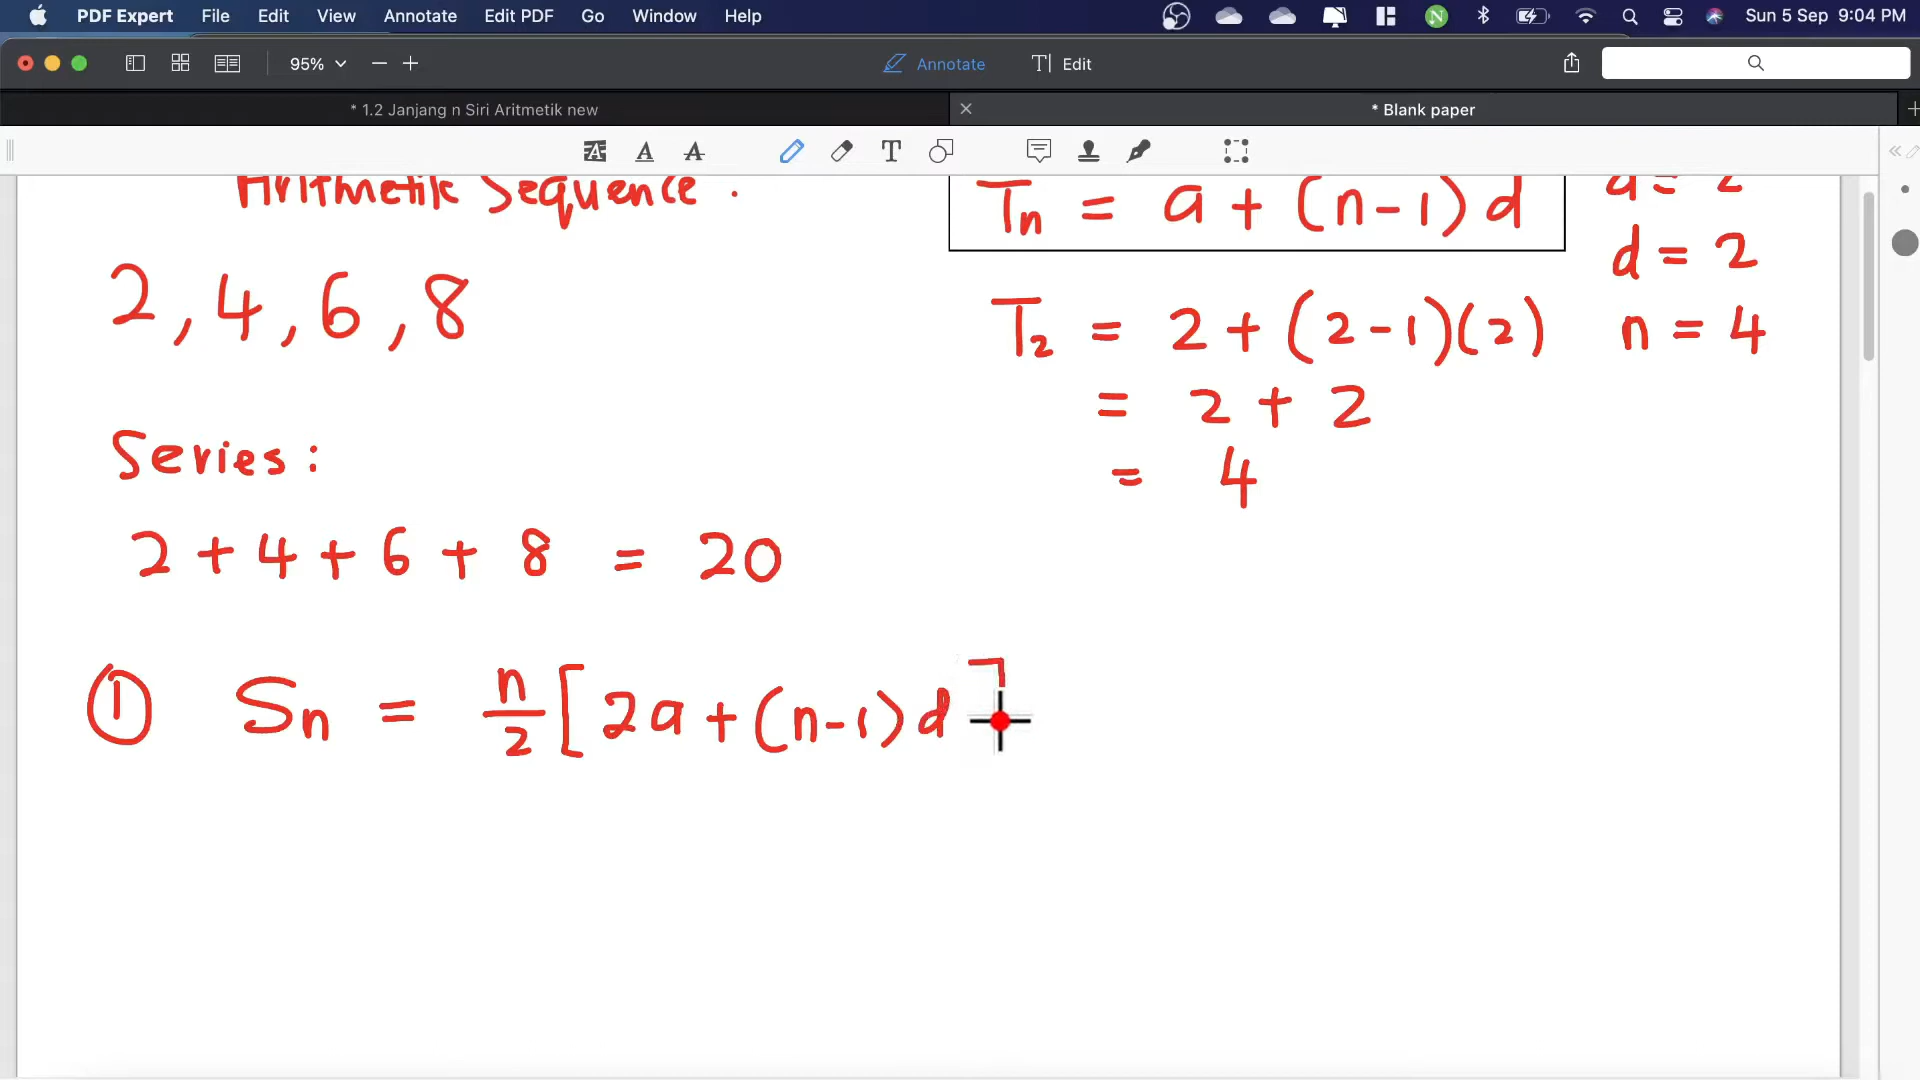 PDF Expert File Edit View Annotate Edit PDF Go Window Help Sun 5 Sep 9:04 PM
95% Annotate Edit
* 1.2 Janjang n Siri Aritmetik new
* Blank paper
Arithmetik Sequence :
Tn = a + (n-1) d
a = 2
d = 2
2, 4, 6, 8
T2 = 2 + (2-1)(2)
n = 4
= 2 + 2
Series :
= 4
2 + 4 + 6 + 8 = 20
① Sn = n/2 [2a + (n-1) d]